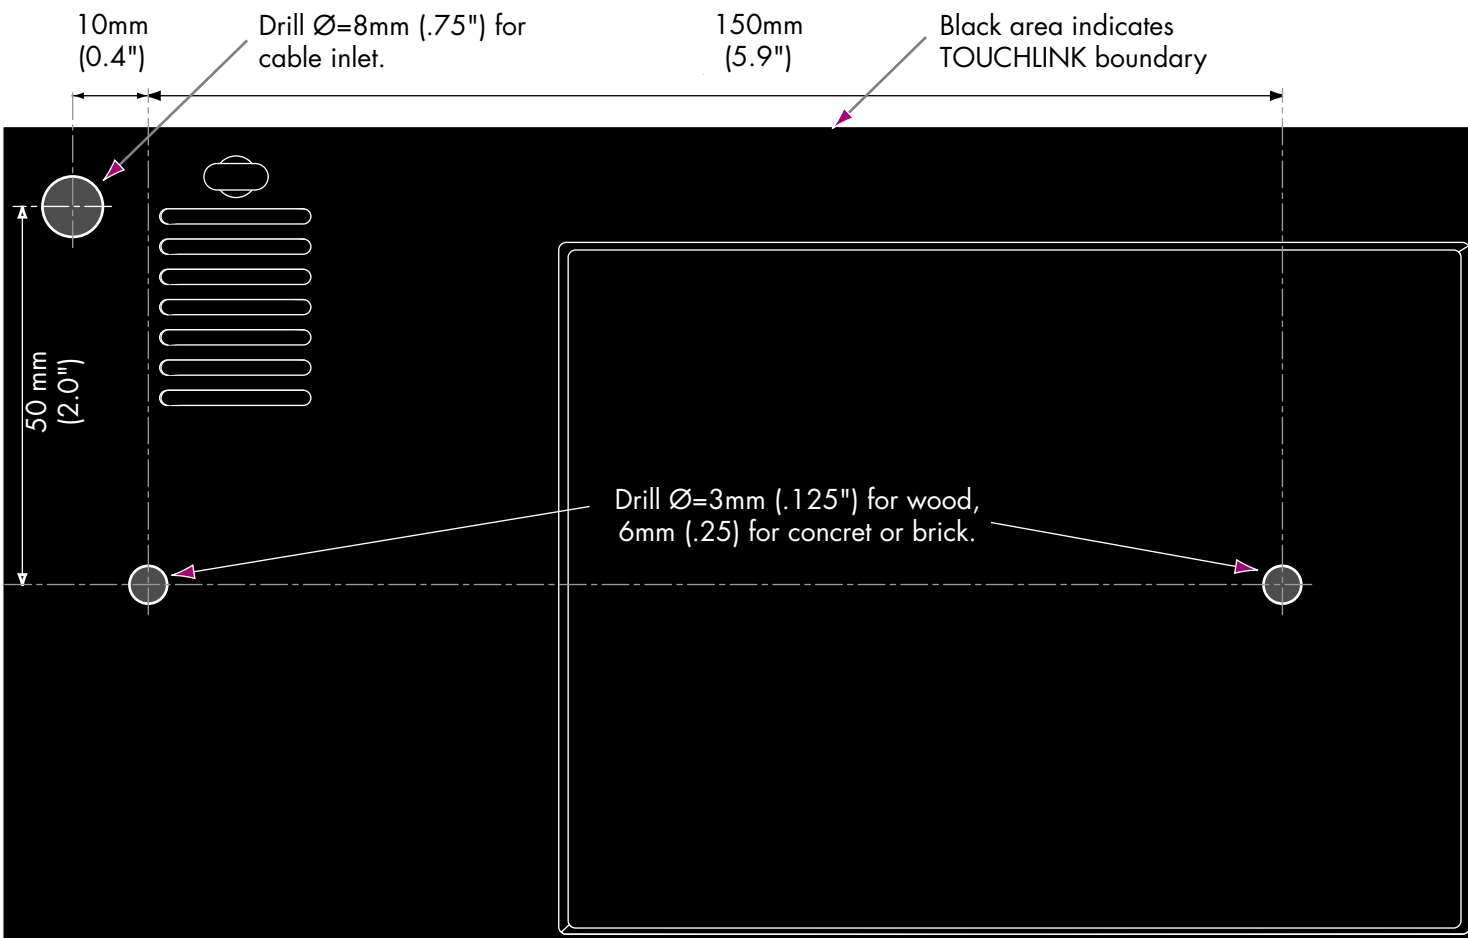 10mm
(0.4")
Drill Ø=8mm (.75") for
cable inlet.
150mm
(5.9")
Black area indicates
TOUCHLINK boundary
50 mm
(2.0")
Drill Ø=3mm (.125") for wood,
6mm (.25) for concret or brick.